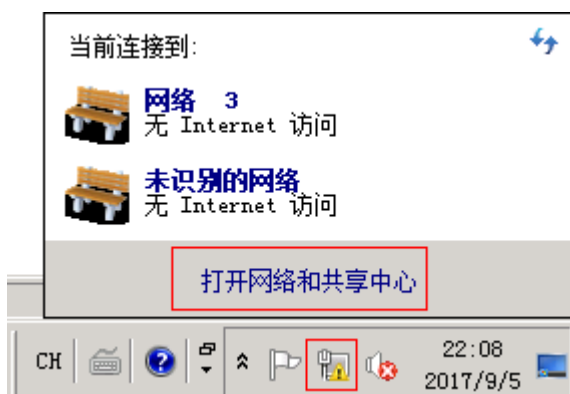 当前连接到:
网络 3
无 Internet 访问
未识别的网络
无 Internet 访问
打开网络和共享中心
CH
22:08
2017/9/5